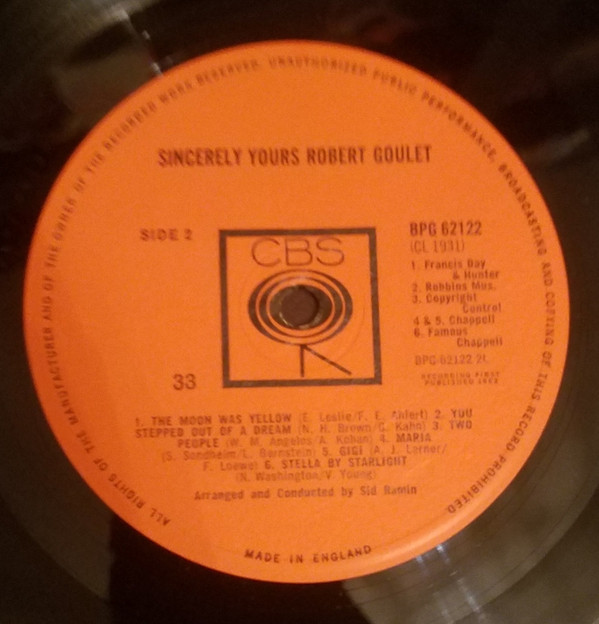 ALL RIGHTS OF THE MANUFACTURER AND OF THE OWNER OF THE RECORDED WORK RESERVED. UNAUTHORIZED PUBLIC PERFORMANCE, BROADCASTING AND COPYING OF THIS RECORD PROHIBITED
SINCERELY YOURS ROBERT GOULET
SIDE 2
CBS
33
BPG 62122
(CL 1931)
1. Francis Day
& Hunter
2. Robbins Mus.
3. Copyright
Control
4 & 5. Chappell
6. Famous
Chappell
BPG-62122 2L
RECORDING FIRST
PUBLISHED
1. THE MOON WAS YELLOW (E. Leslie/F. E. Ahlert) 2. YOU
STEPPED OUT OF A DREAM (N. H. Brown/G. Kahn) 3. TWO
PEOPLE (W. M. Angelos/A. Kohan) 4. MARIA
(S. Sondheim/L. Bernstein) 5. GIGI (A. J. Lerner/
F. Loewe) 6. STELLA BY STARLIGHT
(N. Washington/V. Young)
Arranged and Conducted by Sid Ramin
MADE IN ENGLAND